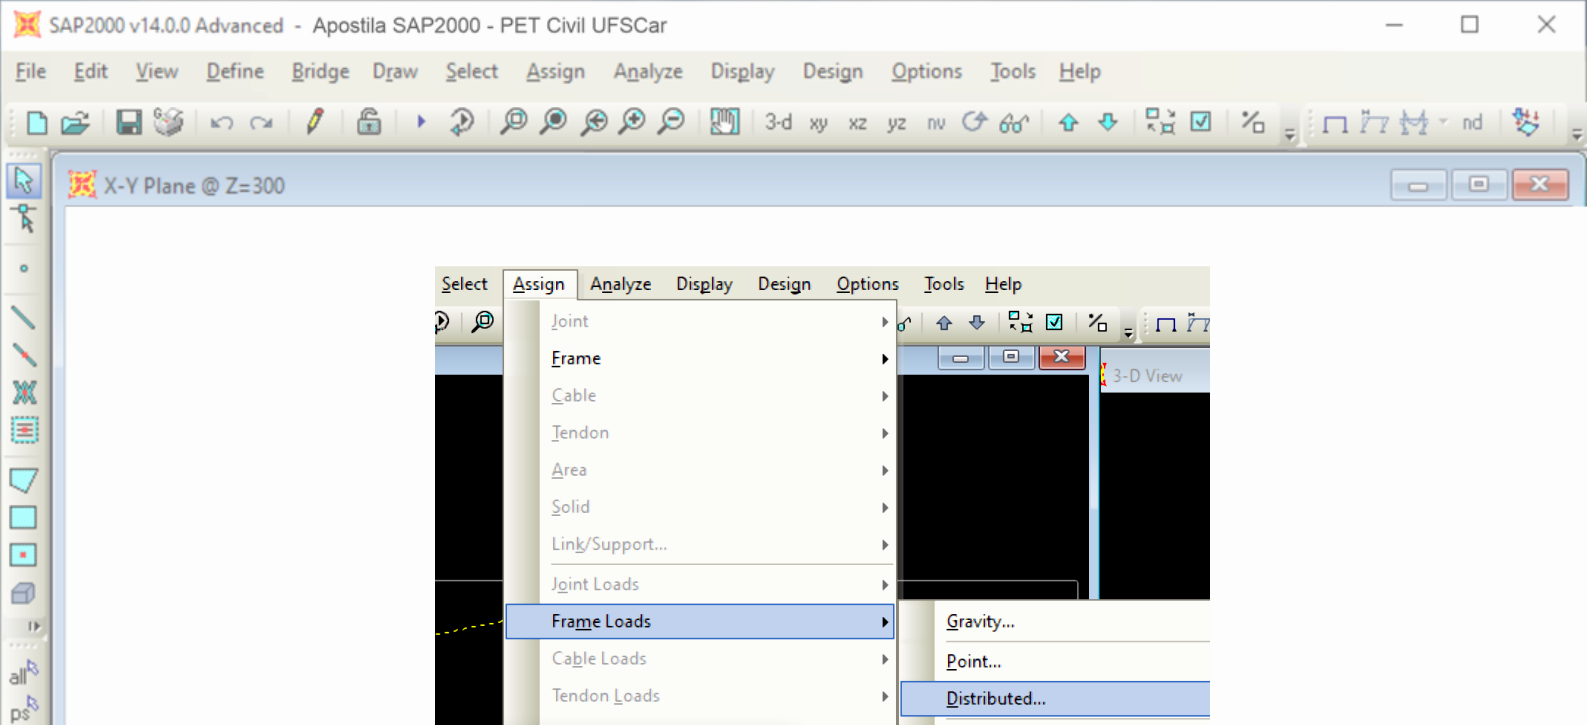 SAP2000 v14.0.0 Advanced - Apostila SAP2000 - PET Civil UFSCar
File Edit View Define Bridge Draw Select Assign Analyze Display Design Options Tools Help
3-d xy xz yz nv nd
X-Y Plane @ Z=300
Select Assign Analyze Display Design Options Tools Help
Joint
Frame
3-D View
Cable
Tendon
Area
Solid
Link/Support...
Joint Loads
Frame Loads
Gravity...
Cable Loads
Point...
Tendon Loads
Distributed...
all
ps